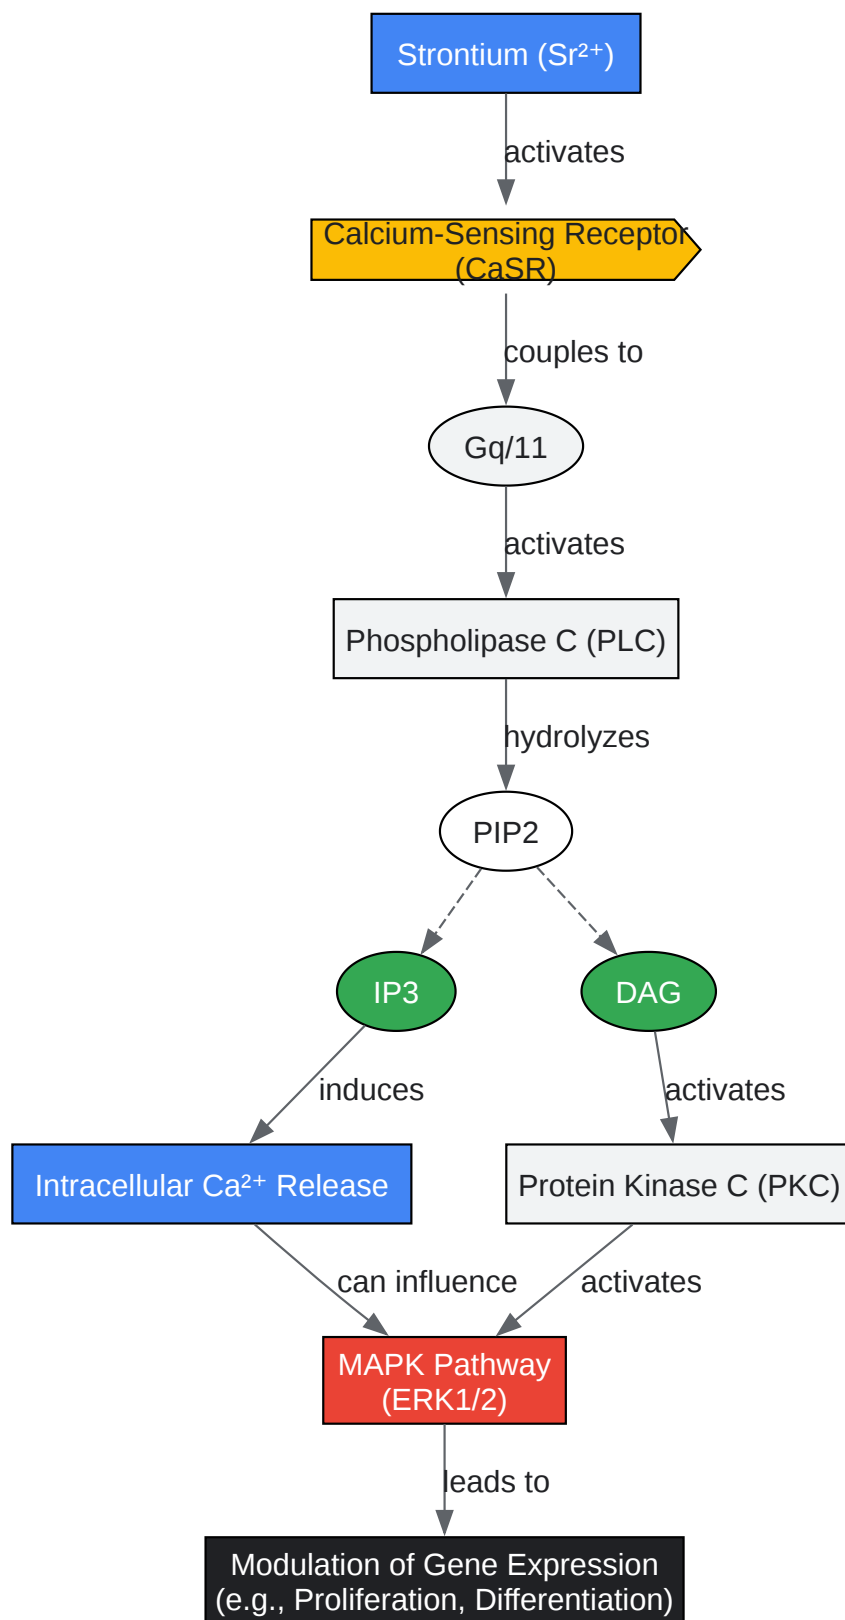 Strontium (Sr²⁺)
activates
Calcium-Sensing Receptor
(CaSR)
couples to
Gq/11
activates
Phospholipase C (PLC)
hydrolyzes
PIP2
IP3
DAG
induces
activates
Intracellular Ca²⁺ Release
Protein Kinase C (PKC)
can influence
activates
MAPK Pathway
(ERK1/2)
leads to
Modulation of Gene Expression
(e.g., Proliferation, Differentiation)